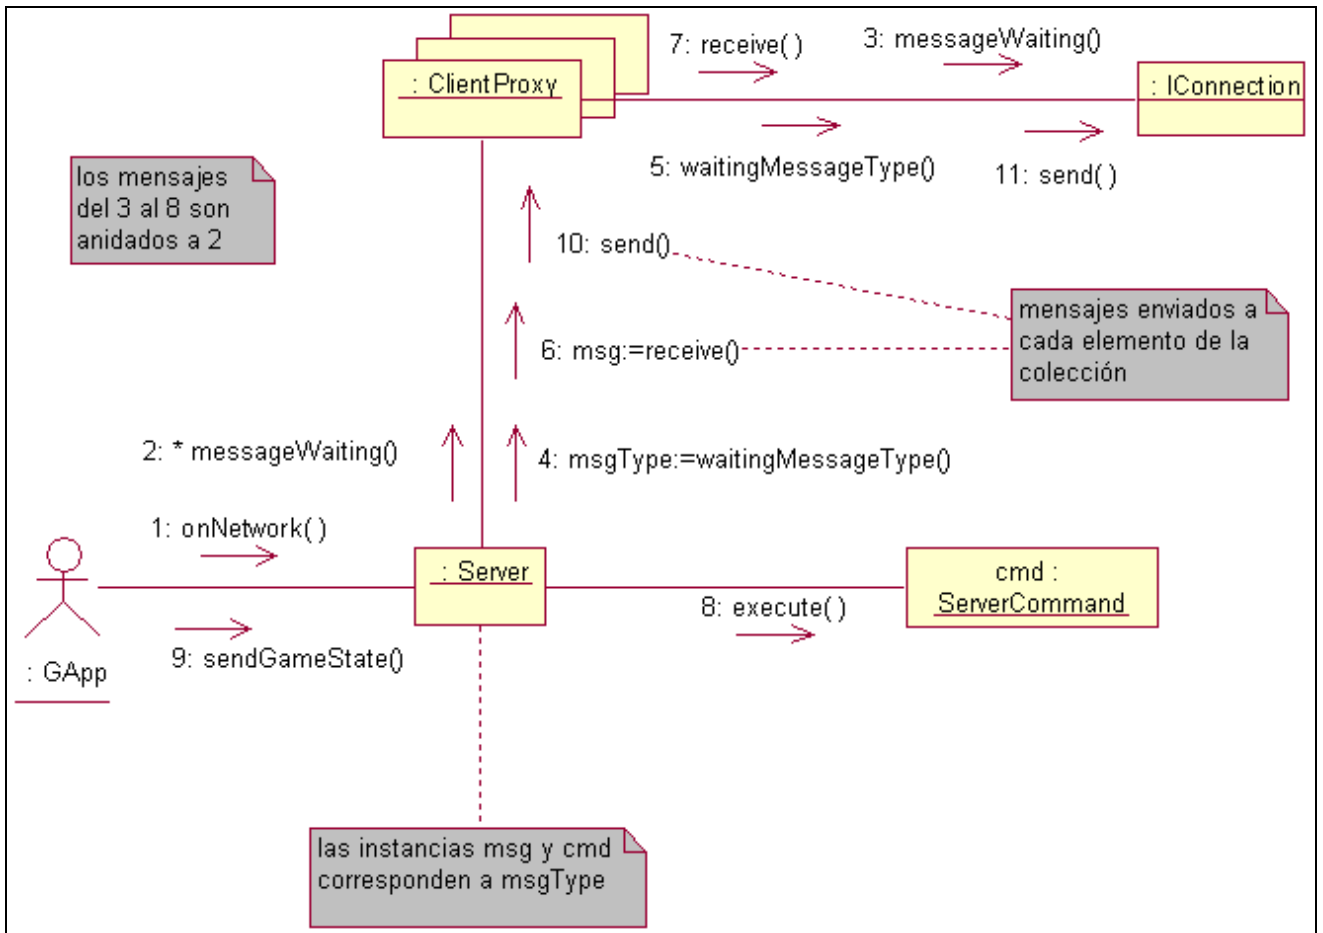 7: receive( )
3: messageWaiting()
: ClientProxy
: IConnection
5: waitingMessageType()
11: send( )
los mensajes
del 3 al 8 son
anidados a 2
10: send()
mensajes enviados a
cada elemento de la
colección
6: msg:=receive()
2: * messageWaiting()
4: msgType:=waitingMessageType()
1: onNetwork( )
: Server
cmd :
ServerCommand
8: execute( )
9: sendGameState()
: GApp
las instancias msg y cmd
corresponden a msgType